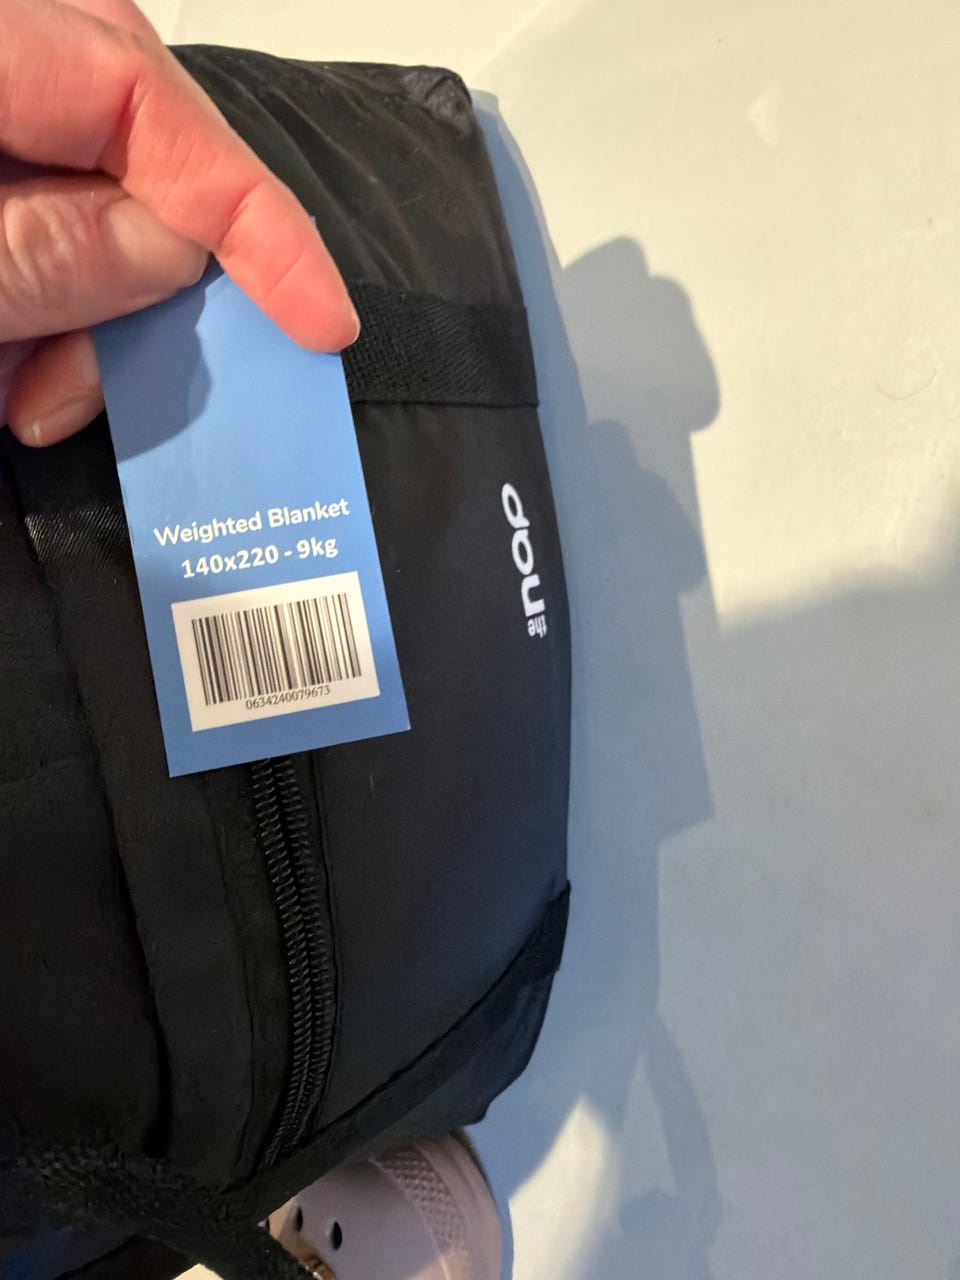 Weighted Blanket
140x220 - 9kg
0634240079673
the
nap